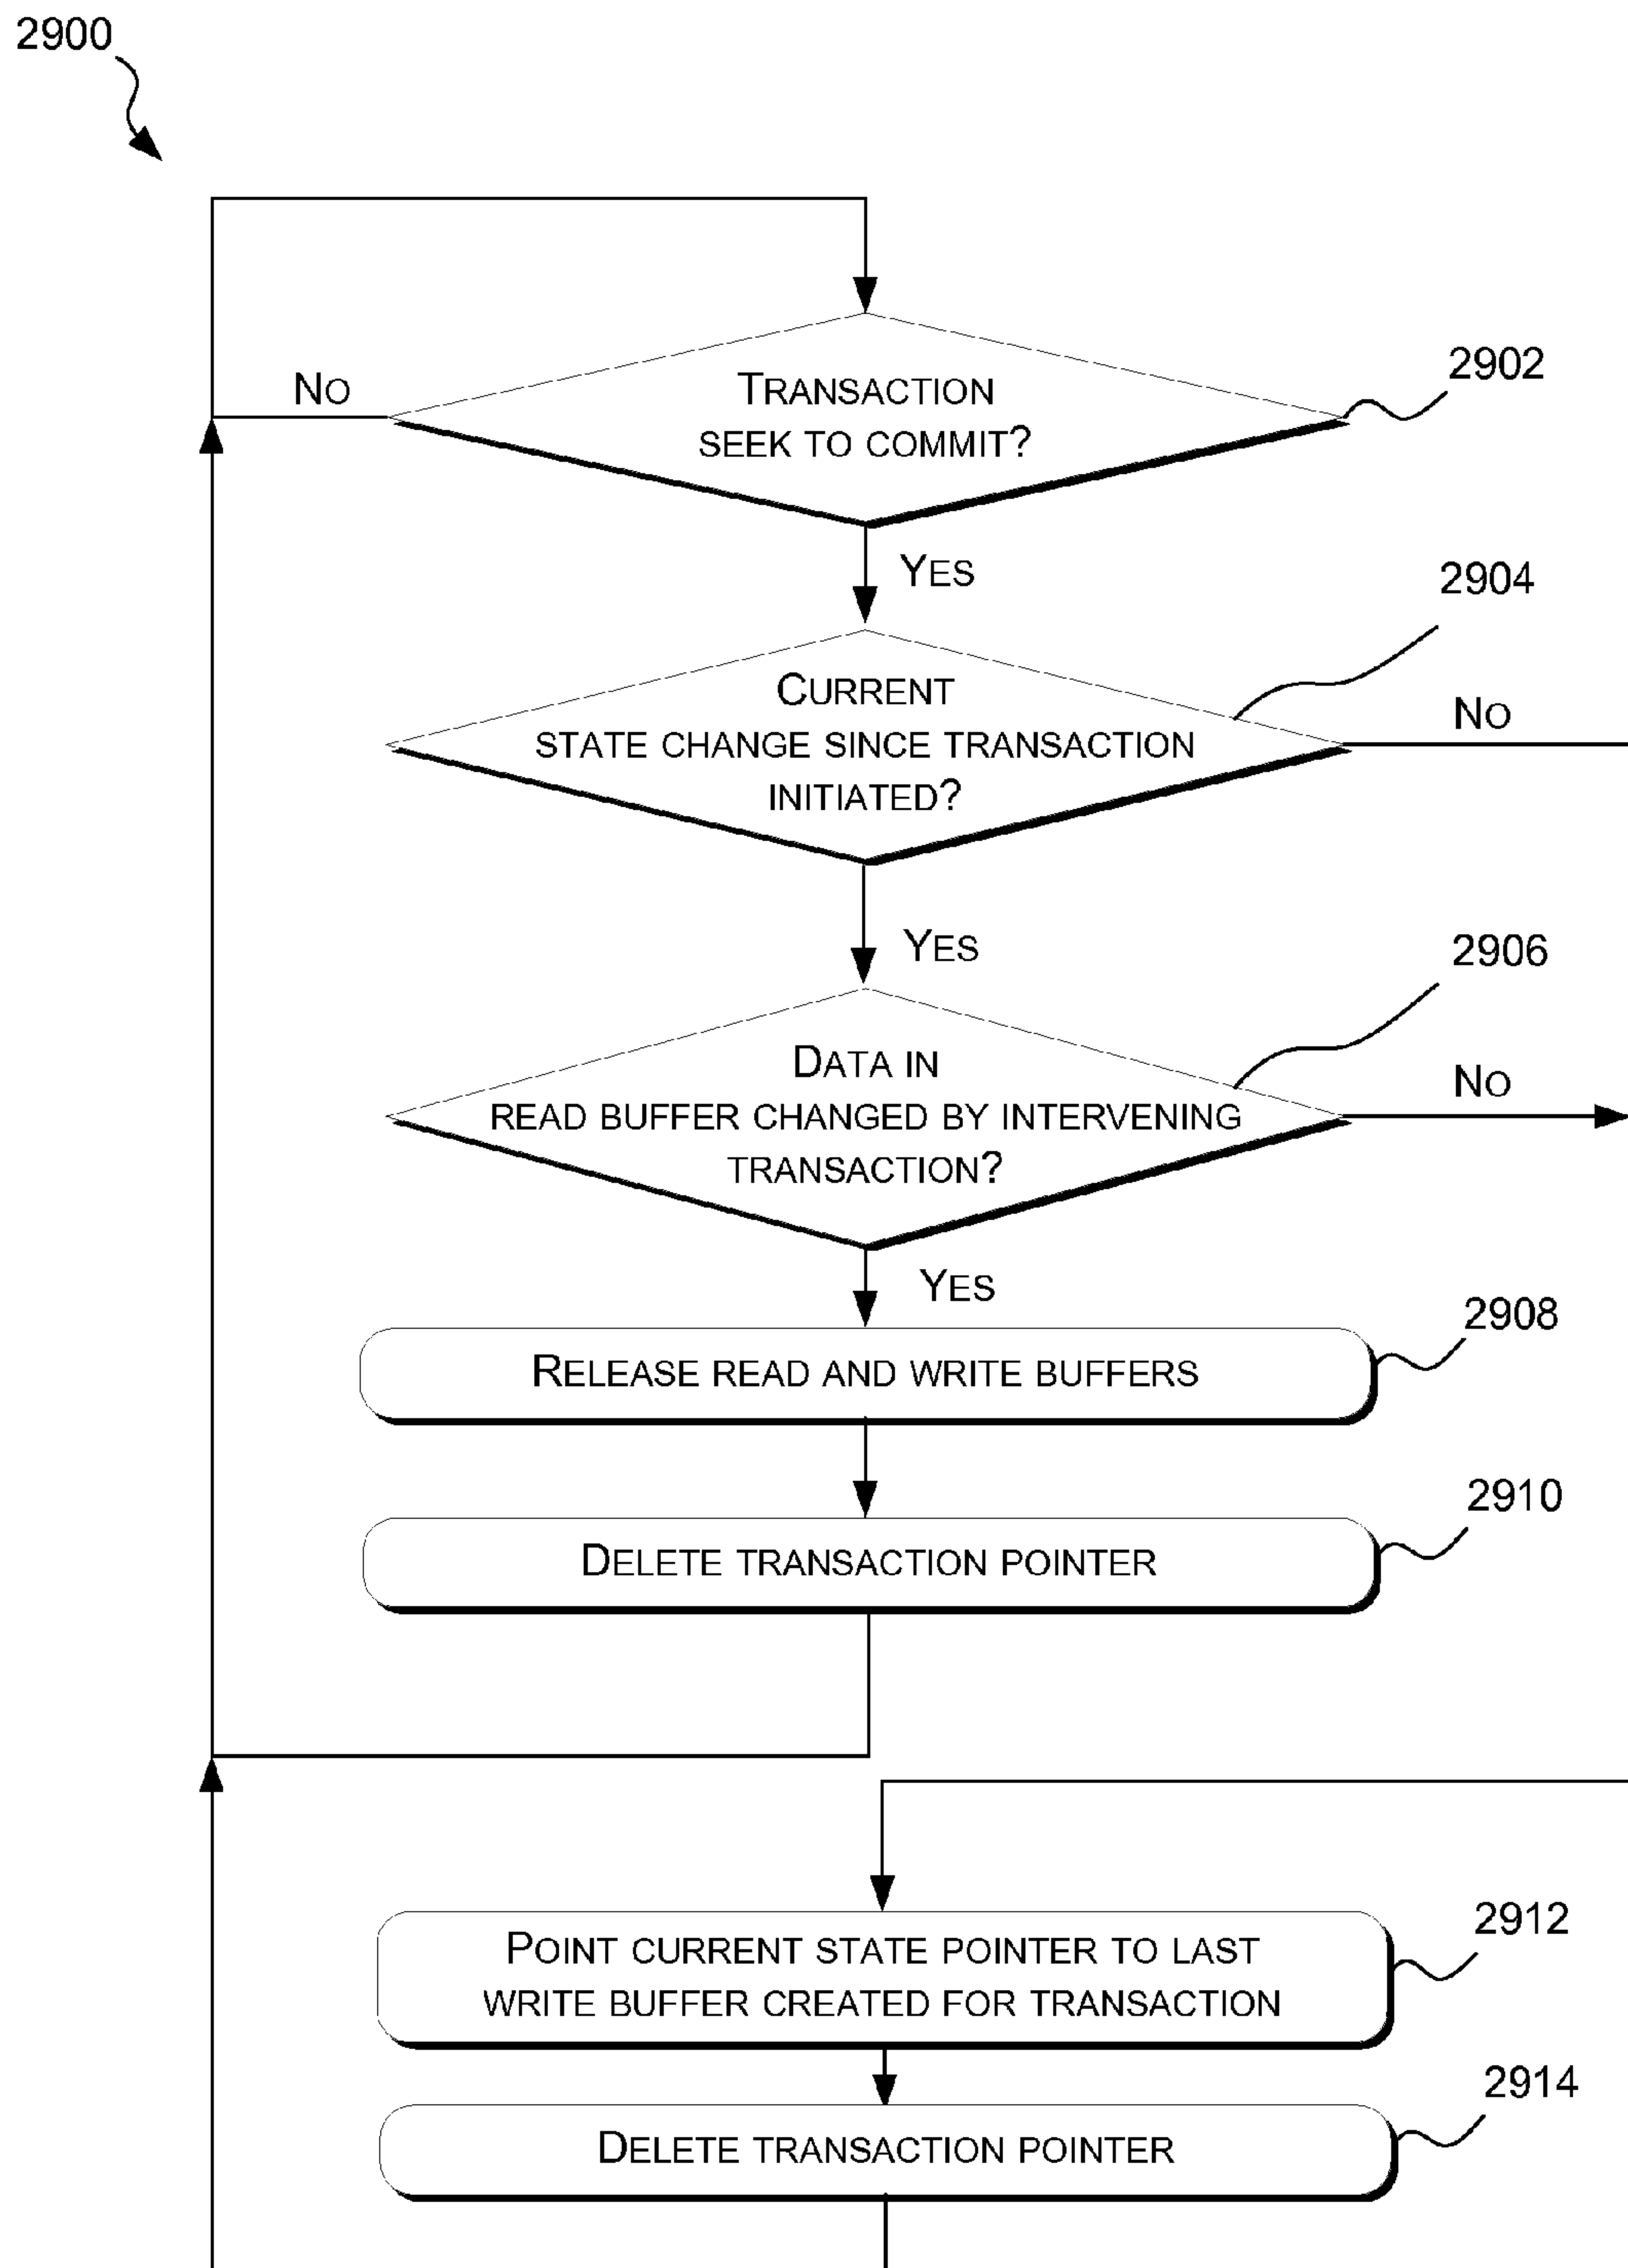 2900
TRANSACTION
SEEK TO COMMIT?
NO
2902
YES
CURRENT
STATE CHANGE SINCE TRANSACTION
INITIATED?
2904
NO
YES
DATA IN
READ BUFFER CHANGED BY INTERVENING
TRANSACTION?
2906
NO
YES
RELEASE READ AND WRITE BUFFERS
2908
DELETE TRANSACTION POINTER
2910
POINT CURRENT STATE POINTER TO LAST
WRITE BUFFER CREATED FOR TRANSACTION
2912
DELETE TRANSACTION POINTER
2914